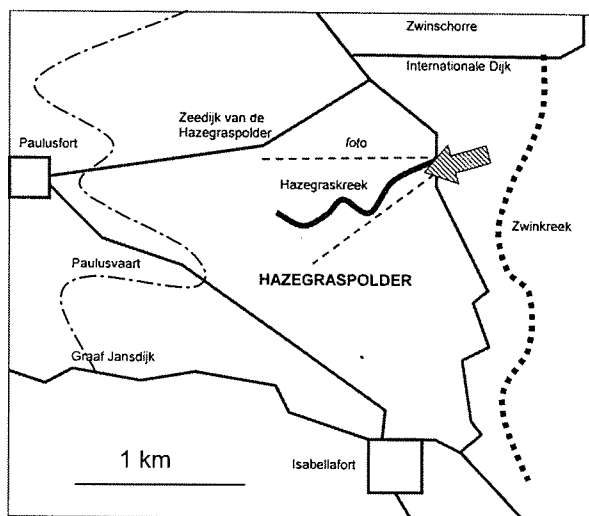 Zwinschorre
Internationale Dijk
Zeedijk van de
Hazegraspolder
Paulusfort
foto
Hazegraskreek
Zwinkreek
Paulusvaart
HAZEGRASPOLDER
Graaf Jansdijk
1 km
Isabellafort